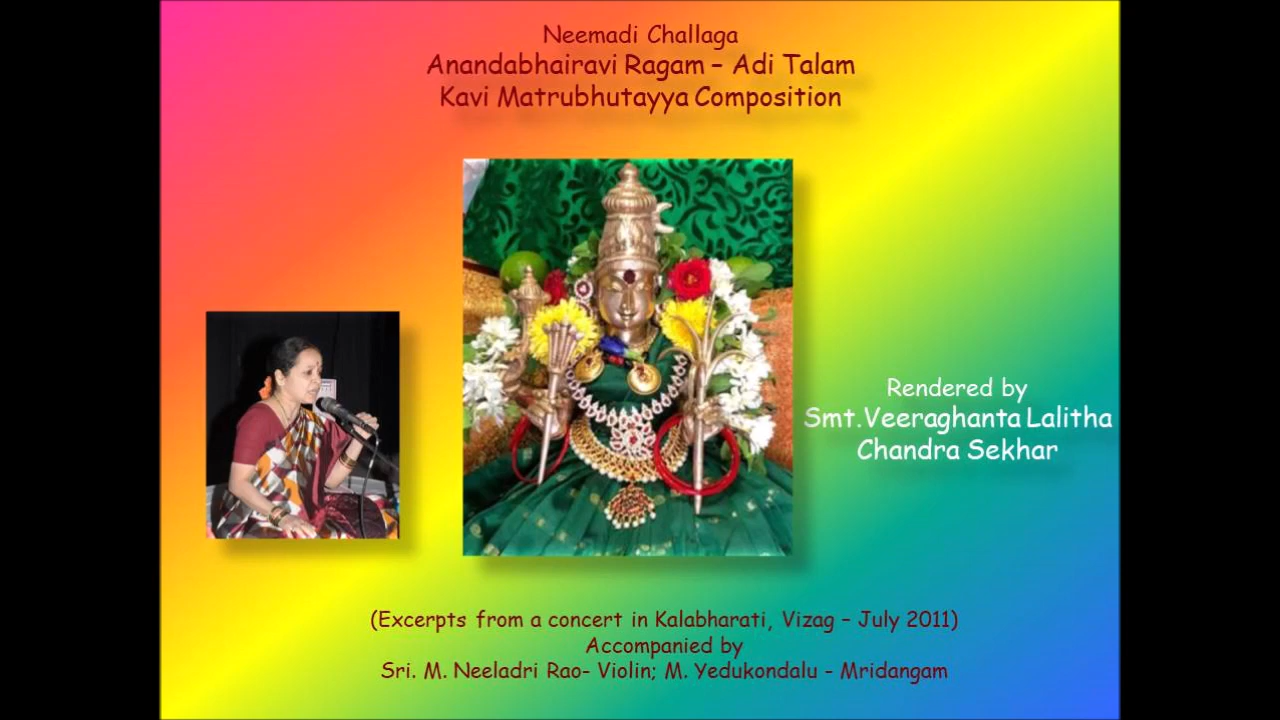 Neemadi Challaga
Anandabhairavi Ragam – Adi Talam
Kavi Matrubhutayya Composition
Rendered by
Smt.Veeraghanta Lalitha
Chandra Sekhar
(Excerpts from a concert in Kalabharati, Vizag – July 2011)
Accompanied by
Sri. M. Neeladri Rao- Violin; M. Yedukondalu - Mridangam